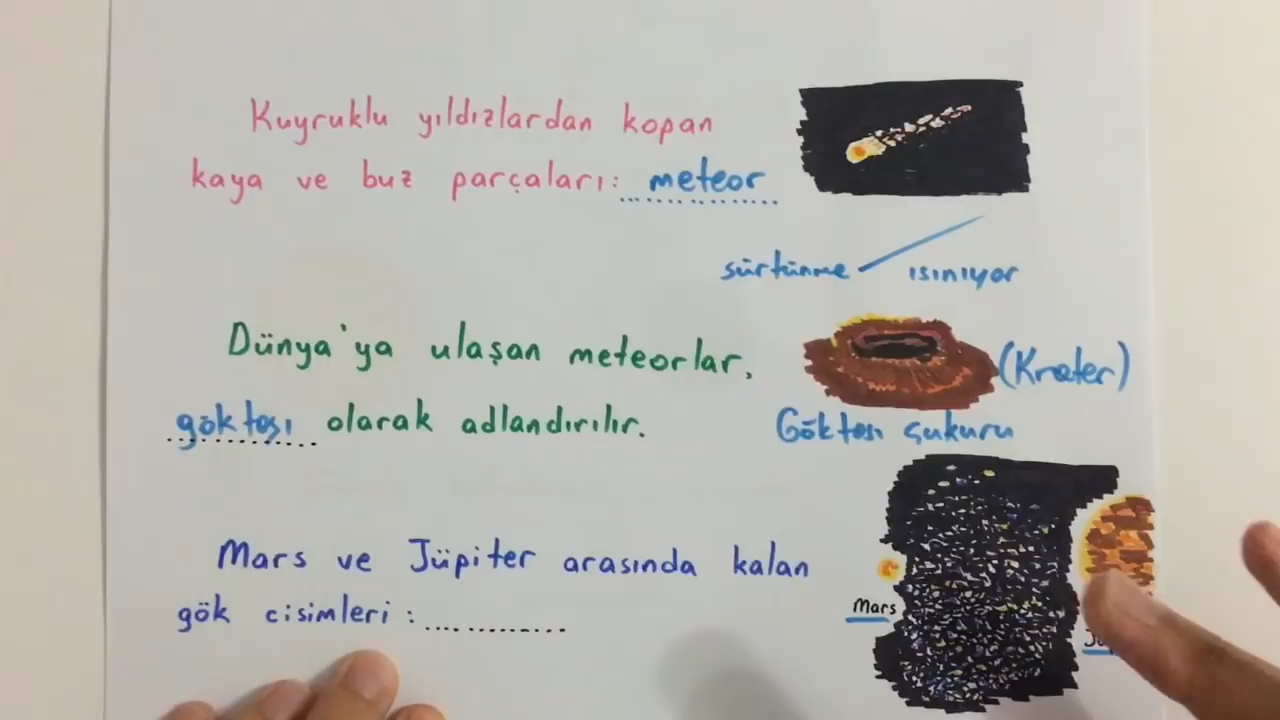 Kuyruklu yıldızlardan kopan
kaya ve buz parçaları: meteor
sürtünme ısınıyor
Dünya'ya ulaşan meteorlar,
(Krater)
göktaşı olarak adlandırılır.
Göktaşı çukuru
Mars ve Jüpiter arasında kalan
gök cisimleri : ............
Mars